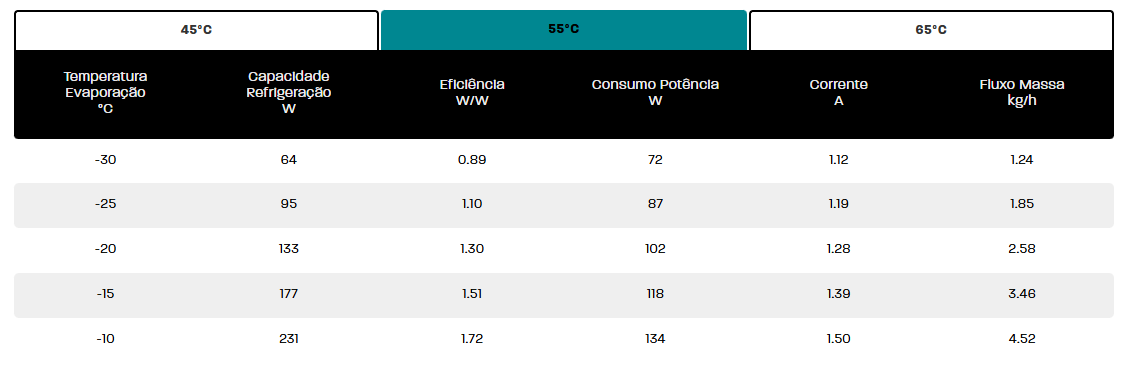 45°C 55°C 65°C
Temperatura Evaporação °C Capacidade Refrigeração W Eficiência W/W Consumo Potência W Corrente A Fluxo Massa kg/h
-30 64 0.89 72 1.12 1.24
-25 95 1.10 87 1.19 1.85
-20 133 1.30 102 1.28 2.58
-15 177 1.51 118 1.39 3.46
-10 231 1.72 134 1.50 4.52